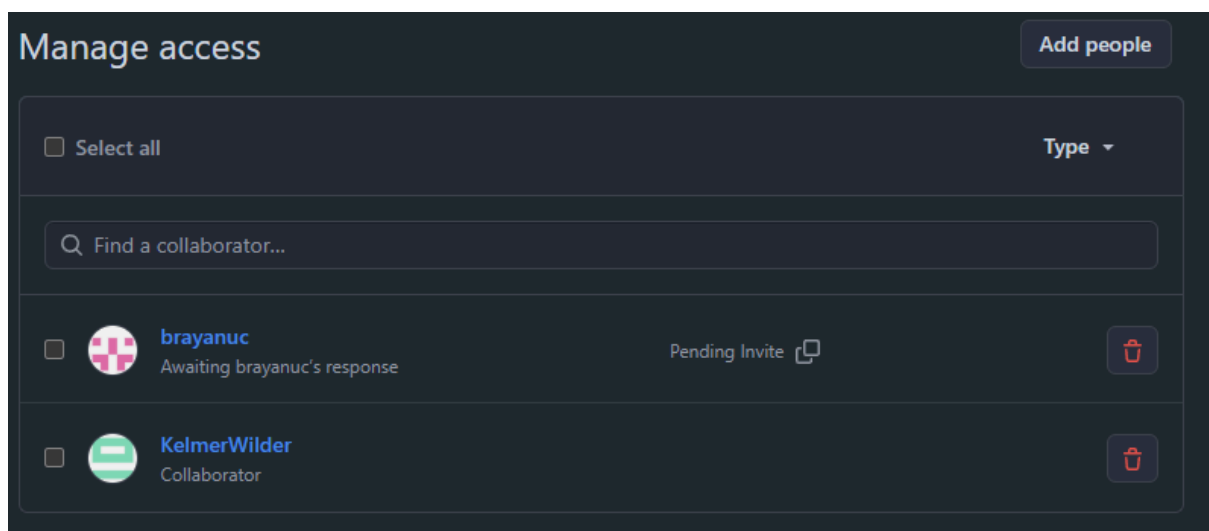 Manage access
Add people
Select all
Type
Find a collaborator...
brayanuc
Awaiting brayanuc's response
Pending Invite
KelmerWilder
Collaborator